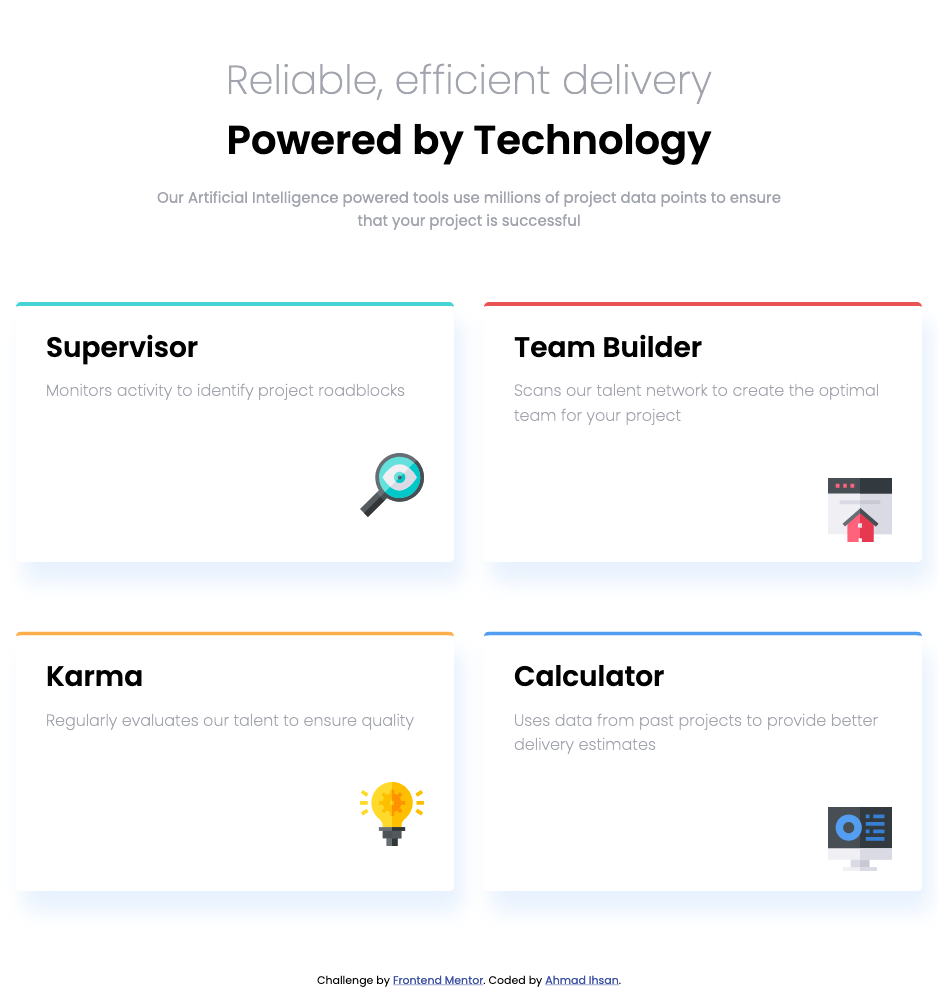 Reliable, efficient delivery
Powered by Technology
Our Artificial Intelligence powered tools use millions of project data points to ensure
that your project is successful
Supervisor
Monitors activity to identify project roadblocks
Team Builder
Scans our talent network to create the optimal
team for your project
Karma
Regularly evaluates our talent to ensure quality
Calculator
Uses data from past projects to provide better
delivery estimates
Challenge by Frontend Mentor. Coded by Ahmad Ihsan.